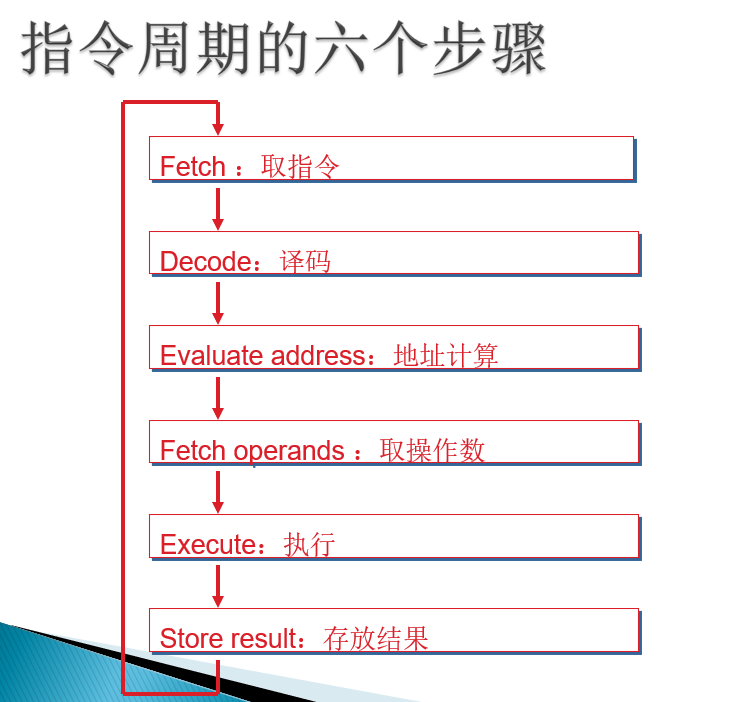 指令周期的六个步骤
Fetch ：取指令
Decode：译码
Evaluate address：地址计算
Fetch operands ：取操作数
Execute：执行
Store result：存放结果